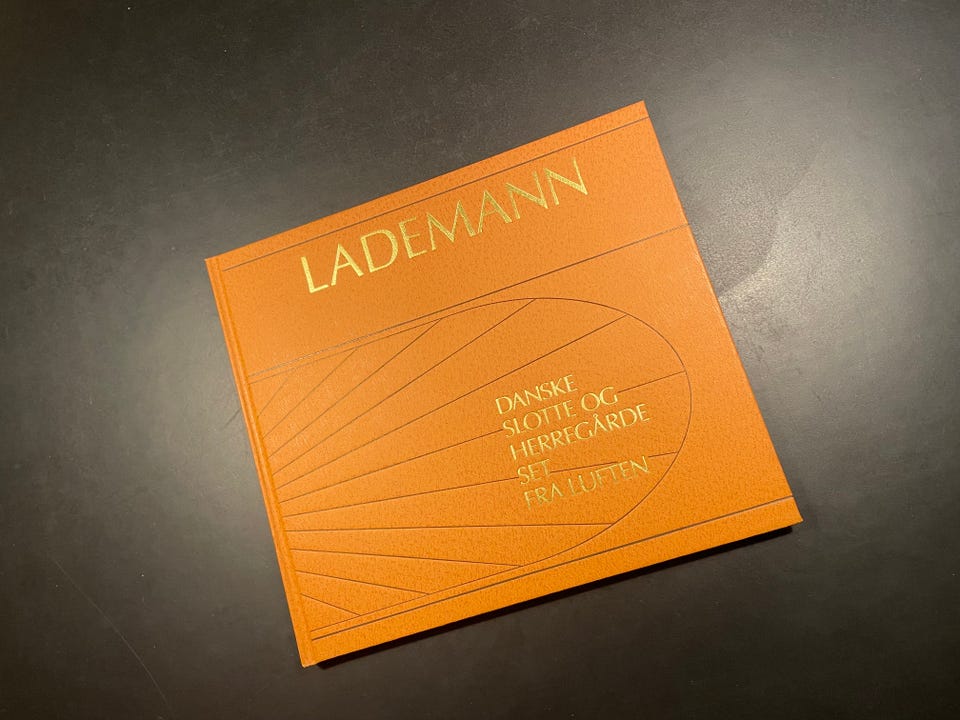 LADEMANN
DANSKE
SLOTTE OG
HERREGÅRDE
SET
FRA LUFTEN